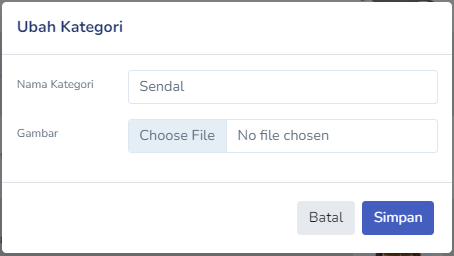 Ubah Kategori
Nama Kategori Sendal
Gambar Choose File No file chosen
Batal Simpan